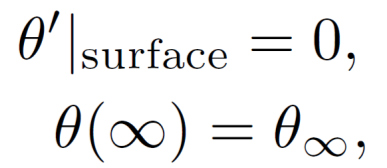 θ′|surface = 0,
θ(∞) = θ∞,